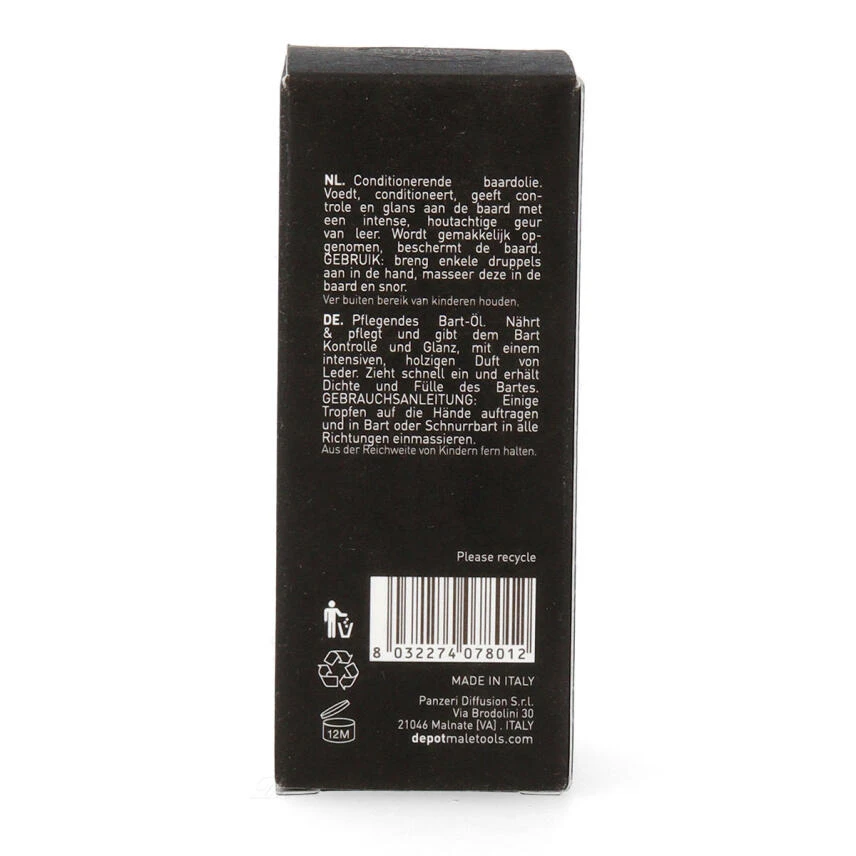 NL. Conditionerende baardolie.
Voedt, conditioneert, geeft con-
trole en glans aan de baard met
een intense, houtachtige geur
van leer. Wordt gemakkelijk op-
genomen, beschermt de baard.
GEBRUIK: breng enkele druppels
aan in de hand, masseer deze in de
baard en snor.
Ver buiten bereik van kinderen houden.
DE. Pflegendes Bart-Öl. Nährt
& pflegt und gibt dem Bart
Kontrolle und Glanz, mit einem
intensiven, holzigen Duft von
Leder. Zieht schnell ein und erhält
Dichte und Fülle des Bartes.
GEBRAUCHSANLEITUNG: Einige
Tropfen auf die Hände auftragen
und in Bart oder Schnurrbart in alle
Richtungen einmassieren.
Aus der Reichweite von Kindern fern halten.
Please recycle
8 032274 078012
MADE IN ITALY
Panzeri Diffusion S.r.l.
Via Brodolini 30
21046 Malnate (VA) . ITALY
depotmaletools.com
12M